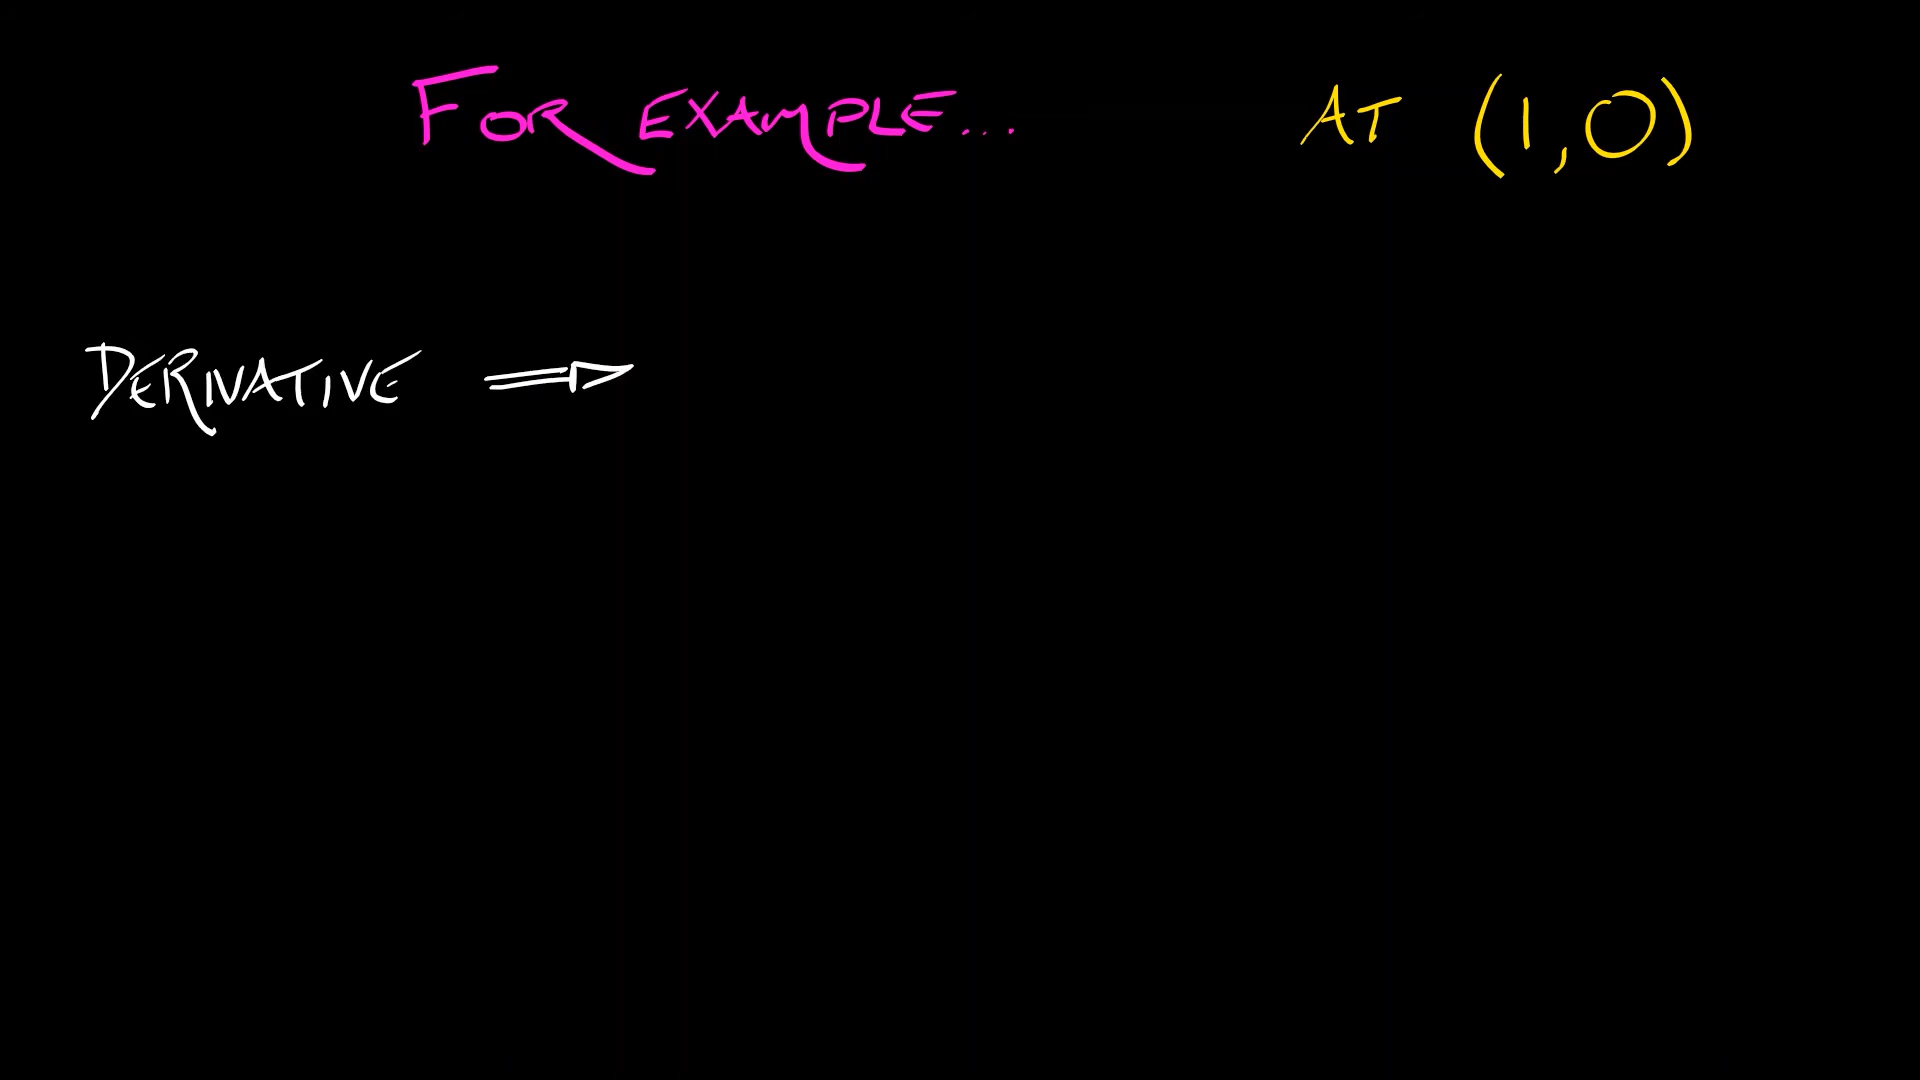 FOR EXAMPLE... AT (1,0)
DERIVATIVE ⇒